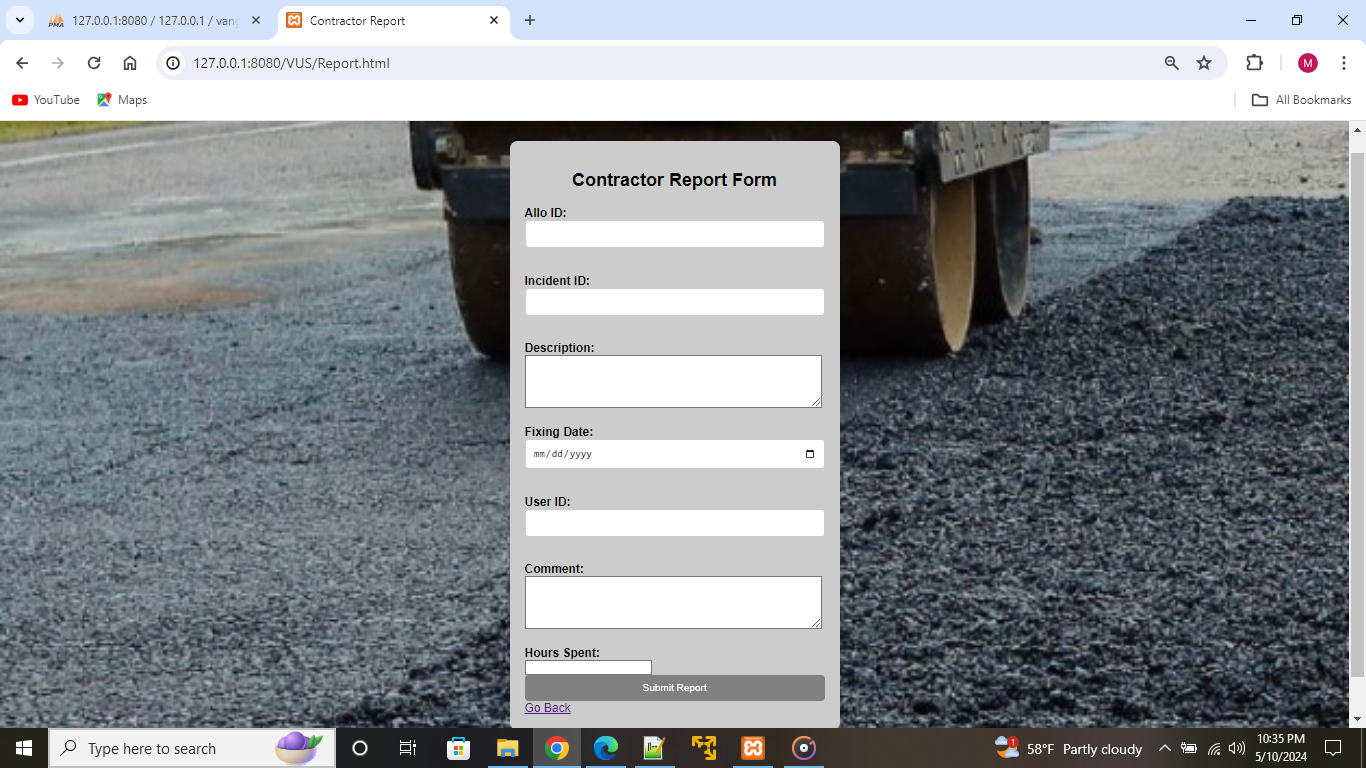 127.0.0.1:8080 / 127.0.0.1 / van
Contractor Report
127.0.0.1:8080/VUS/Report.html
M
YouTube
Maps
All Bookmarks
Contractor Report Form
Allo ID:
Incident ID:
Description:
Fixing Date:
mm/dd/yyyy
User ID:
Comment:
Hours Spent:
Submit Report
Go Back
Type here to search
1
58°F Partly cloudy
10:35 PM
5/10/2024